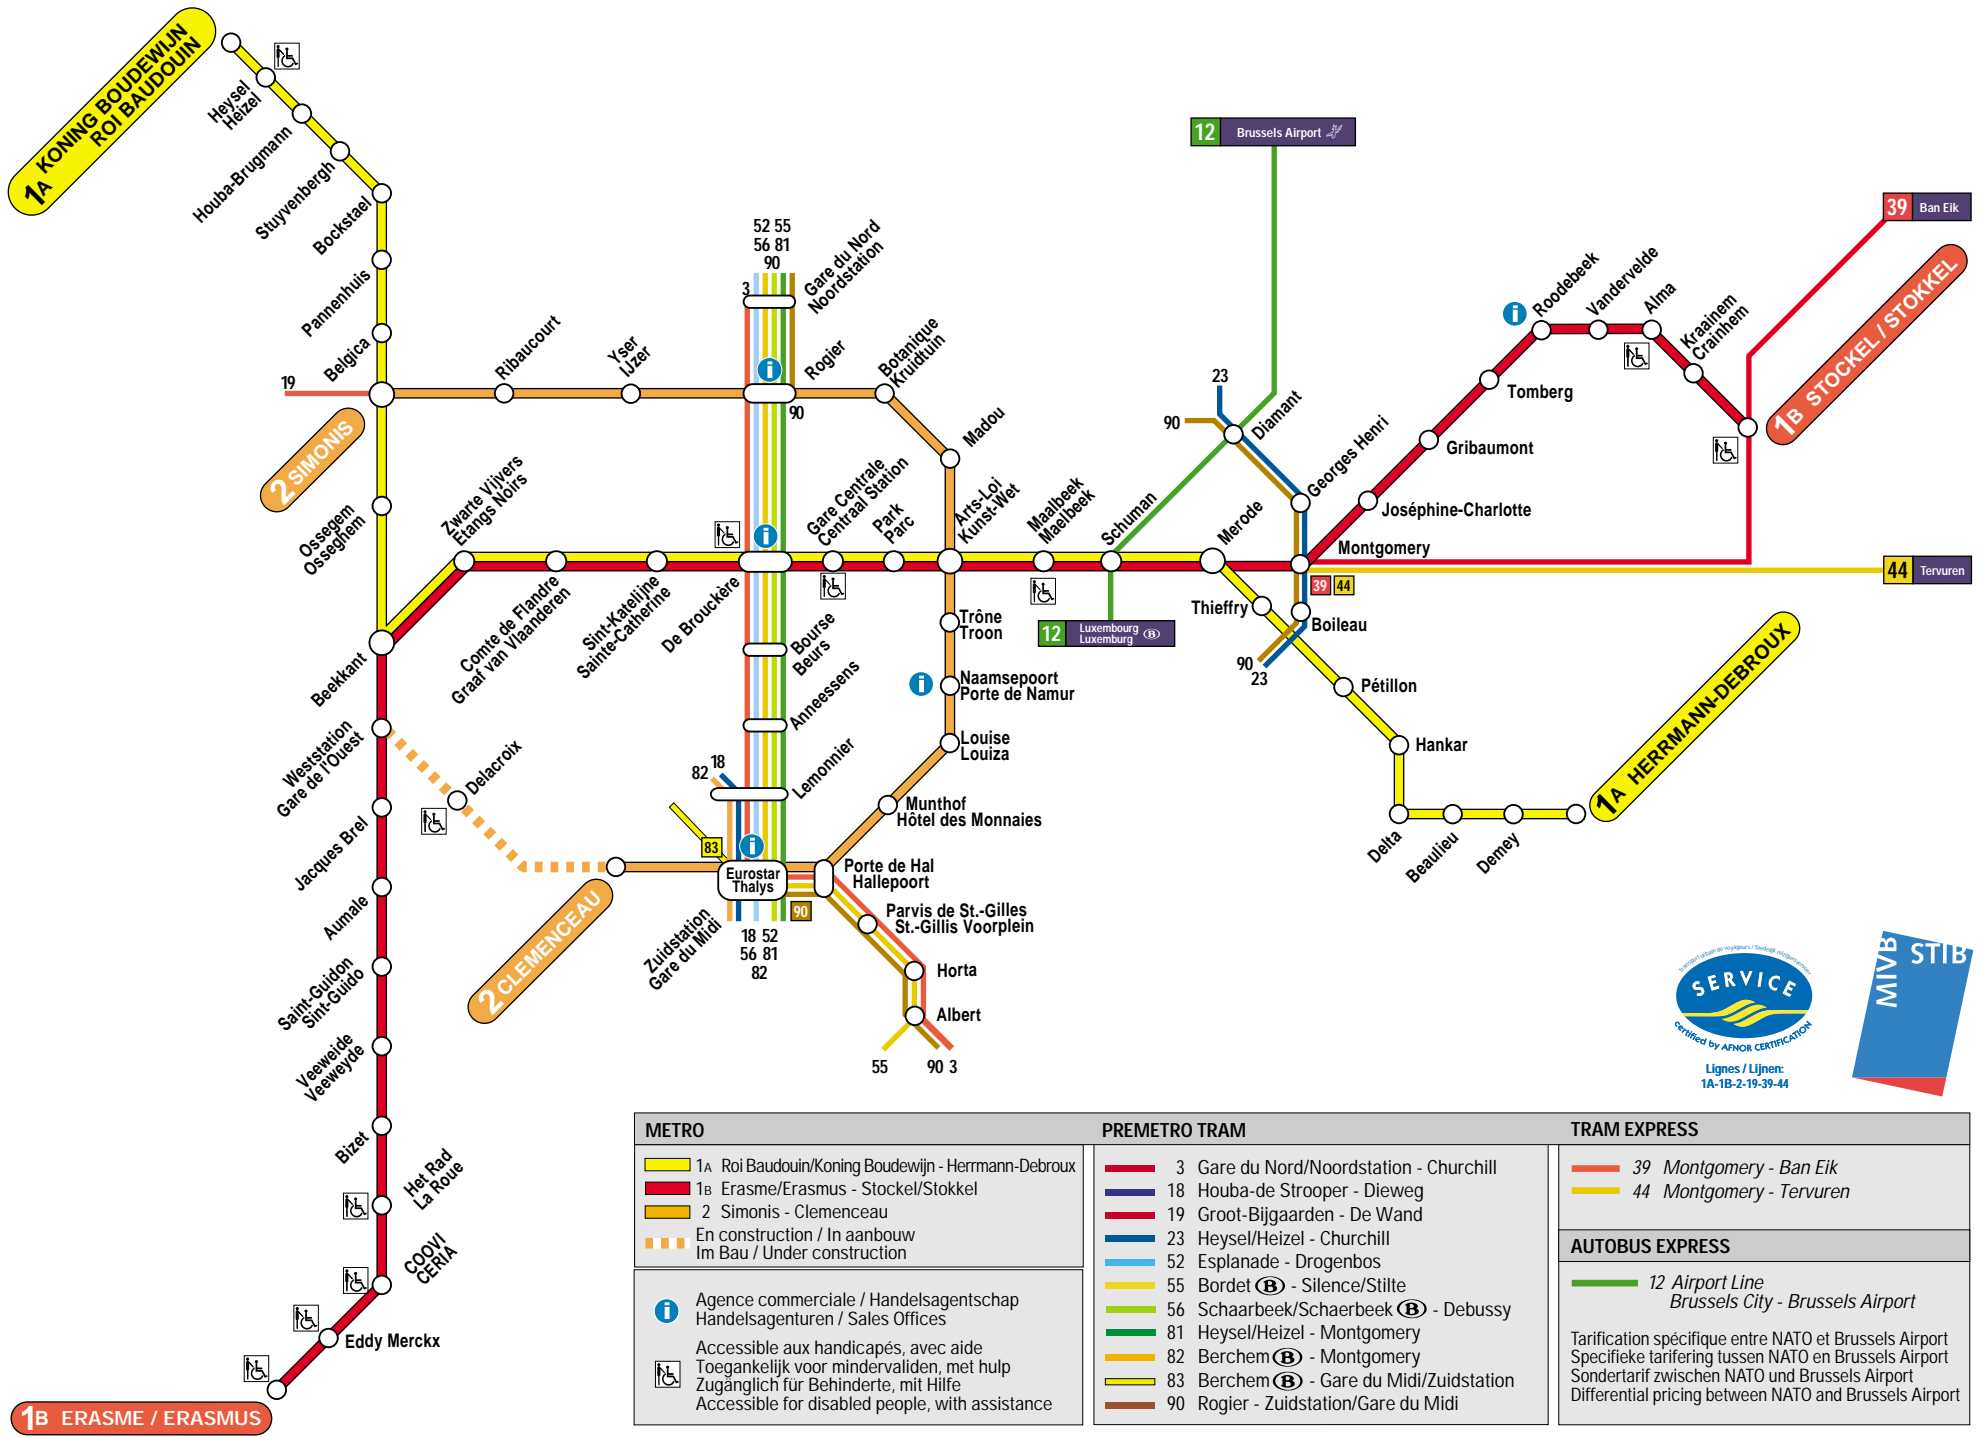 KONING BOUDEWIJN
1A ROI BAUDOUIN
Heysel
Heizel
Houba-Brugmann
Stuyvenbergh
Bockstael
Pannenhuis
Belgica
19
2 SIMONIS
Ribaucourt
Yser
IJzer
52 55
56 81
90
3
Gare du Nord
Noordstation
Rogier
90
Botanique
Kruidtuin
Madou
12 Brussels Airport
39 Ban Eik
1B STOCKEL / STOKKEL
Roodebeek
Vandervelde
Alma
Kraainem
Crainhem
Tomberg
Gribaumont
Joséphine-Charlotte
Montgomery
39 44
44 Tervuren
23
90
Diamant
Georges Henri
Boileau
90
23
Ossegem
Osseghem
Zwarte Vijvers
Etangs Noirs
Comte de Flandre
Graaf van Vlaanderen
Sint-Katelijne
Sainte-Catherine
De Brouckère
Gare Centrale
Centraal Station
Park
Parc
Arts-Loi
Kunst-Wet
Maalbeek
Maelbeek
Schuman
Merode
12 Luxembourg
Luxemburg B
Thieffry
Pétillon
Hankar
Delta
Beaulieu
Demey
1A HERRMANN-DEBROUX
Trône
Troon
Naamsepoort
Porte de Namur
Louise
Louiza
Munthof
Hôtel des Monnaies
Porte de Hal
Hallepoort
Parvis de St.-Gilles
St.-Gillis Voorplein
Horta
Albert
55
90 3
Bourse
Beurs
Anneessens
Lemonnier
18
82
83
Eurostar
Thalys
90
Zuidstation
Gare du Midi
18 52
56 81
82
2 CLEMENCEAU
Delacroix
Beekkant
Weststation
Gare de l'Ouest
Jacques Brel
Aumale
Saint-Guidon
Sint-Guido
Veeweide
Veeweyde
Bizet
Het Rad
La Roue
COOVI
CERIA
Eddy Merckx
1B ERASME / ERASMUS
SERVICE
certified by AFNOR CERTIFICATION
Lignes / Lijnen:
1A-1B-2-19-39-44
MIVB STIB
METRO
1A Roi Baudouin/Koning Boudewijn - Herrmann-Debroux
1B Erasme/Erasmus - Stockel/Stokkel
2 Simonis - Clemenceau
En construction / In aanbouw
Im Bau / Under construction
i Agence commerciale / Handelsagentschap
Handelsagenturen / Sales Offices
Accessible aux handicapés, avec aide
Toegankelijk voor mindervaliden, met hulp
Zugänglich für Behinderte, mit Hilfe
Accessible for disabled people, with assistance
PREMETRO TRAM
3 Gare du Nord/Noordstation - Churchill
18 Houba-de Strooper - Dieweg
19 Groot-Bijgaarden - De Wand
23 Heysel/Heizel - Churchill
52 Esplanade - Drogenbos
55 Bordet B - Silence/Stilte
56 Schaarbeek/Schaerbeek B - Debussy
81 Heysel/Heizel - Montgomery
82 Berchem B - Montgomery
83 Berchem B - Gare du Midi/Zuidstation
90 Rogier - Zuidstation/Gare du Midi
TRAM EXPRESS
39 Montgomery - Ban Eik
44 Montgomery - Tervuren
AUTOBUS EXPRESS
12 Airport Line
Brussels City - Brussels Airport
Tarification spécifique entre NATO et Brussels Airport
Specifieke tarifering tussen NATO en Brussels Airport
Sondertarif zwischen NATO und Brussels Airport
Differential pricing between NATO and Brussels Airport